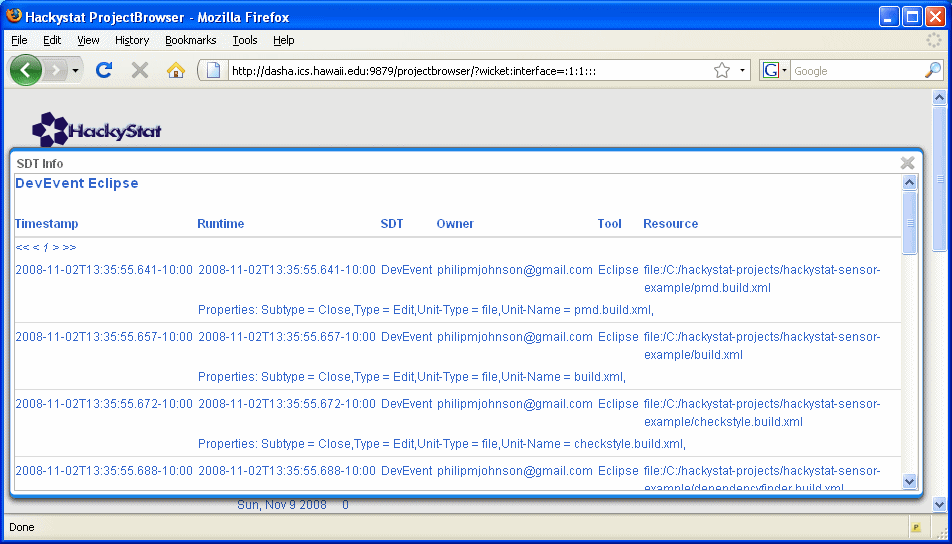 Hackystat ProjectBrowser - Mozilla Firefox
File Edit View History Bookmarks Tools Help
http://dasha.ics.hawaii.edu:9879/projectbrowser/?wicket:interface=:1:1::: G Google
HackyStat
SDT Info
DevEvent Eclipse
Timestamp Runtime SDT Owner Tool Resource
<< < 1 > >>
2008-11-02T13:35:55.641-10:00 2008-11-02T13:35:55.641-10:00 DevEvent philipmjohnson@gmail.com Eclipse file:/C:/hackystat-projects/hackystat-sensor-
example/pmd.build.xml
Properties: Subtype = Close,Type = Edit,Unit-Type = file,Unit-Name = pmd.build.xml,
2008-11-02T13:35:55.657-10:00 2008-11-02T13:35:55.657-10:00 DevEvent philipmjohnson@gmail.com Eclipse file:/C:/hackystat-projects/hackystat-sensor-
example/build.xml
Properties: Subtype = Close,Type = Edit,Unit-Type = file,Unit-Name = build.xml,
2008-11-02T13:35:55.672-10:00 2008-11-02T13:35:55.672-10:00 DevEvent philipmjohnson@gmail.com Eclipse file:/C:/hackystat-projects/hackystat-sensor-
example/checkstyle.build.xml
Properties: Subtype = Close,Type = Edit,Unit-Type = file,Unit-Name = checkstyle.build.xml,
2008-11-02T13:35:55.688-10:00 2008-11-02T13:35:55.688-10:00 DevEvent philipmjohnson@gmail.com Eclipse file:/C:/hackystat-projects/hackystat-sensor-
example/dependencyfinder.build.xml
Sun, Nov 9 2008 0
Done P